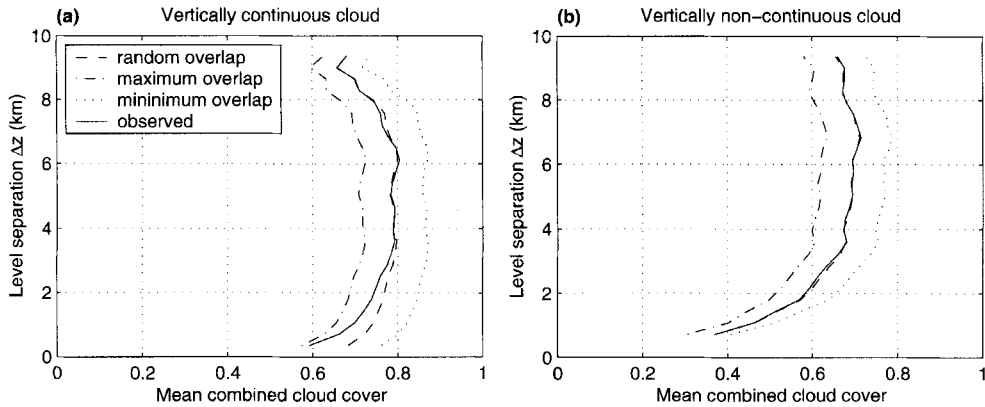 (a) Vertically continuous cloud
10
8
6
4
2
0
Level separation Δz (km)
random overlap
maximum overlap
mininimum overlap
observed
0 0.2 0.4 0.6 0.8 1
Mean combined cloud cover
(b) Vertically non-continuous cloud
10
8
6
4
2
0
Level separation Δz (km)
0 0.2 0.4 0.6 0.8 1
Mean combined cloud cover